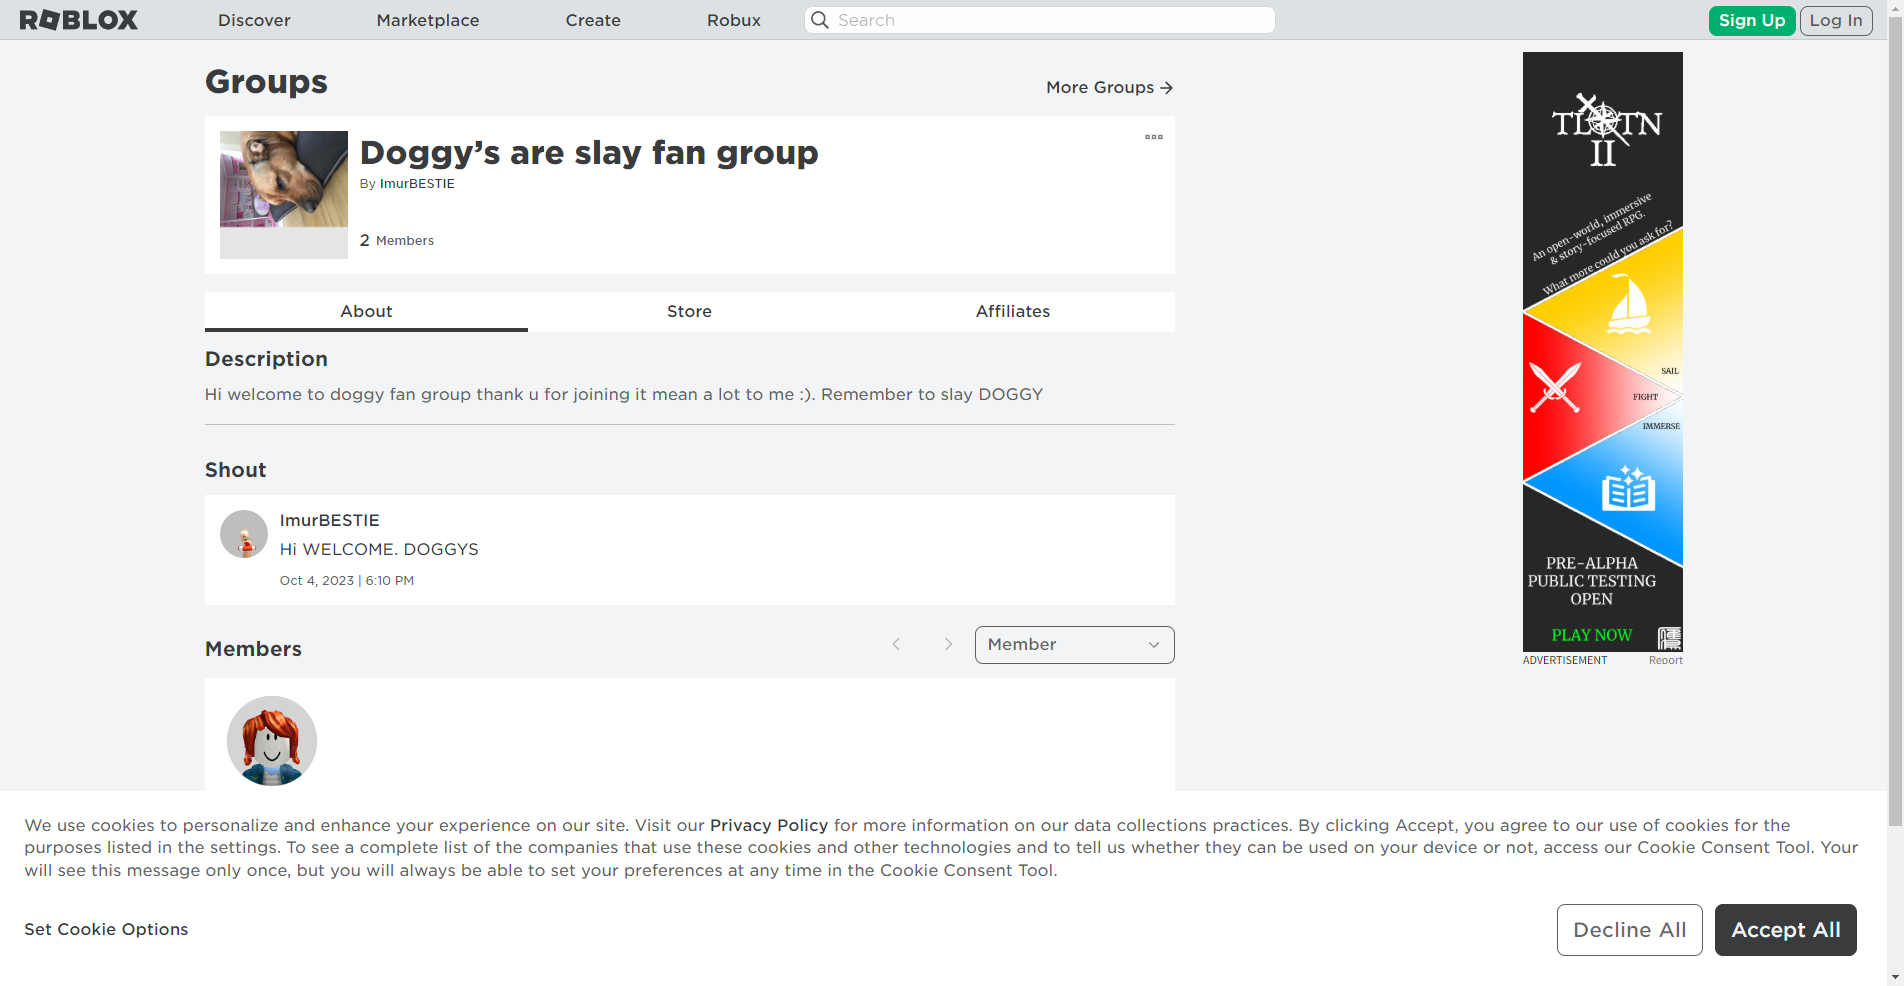 ROBLOX
Discover
Marketplace
Create
Robux
Search
Sign Up
Log In
Groups
More Groups
Doggy’s are slay fan group
By ImurBESTIE
2 Members
About
Store
Affiliates
Description
Hi welcome to doggy fan group thank u for joining it mean a lot to me :). Remember to slay DOGGY
Shout
ImurBESTIE
Hi WELCOME. DOGGYS
Oct 4, 2023 | 6:10 PM
Members
Member
TLOTN
II
An open-world, immersive
& story-focused RPG.
What more could you ask for?
SAIL
FIGHT
IMMERSE
PRE-ALPHA
PUBLIC TESTING
OPEN
PLAY NOW
ADVERTISEMENT
Report
We use cookies to personalize and enhance your experience on our site. Visit our Privacy Policy for more information on our data collections practices. By clicking Accept, you agree to our use of cookies for the
purposes listed in the settings. To see a complete list of the companies that use these cookies and other technologies and to tell us whether they can be used on your device or not, access our Cookie Consent Tool. Your
will see this message only once, but you will always be able to set your preferences at any time in the Cookie Consent Tool.
Set Cookie Options
Decline All
Accept All